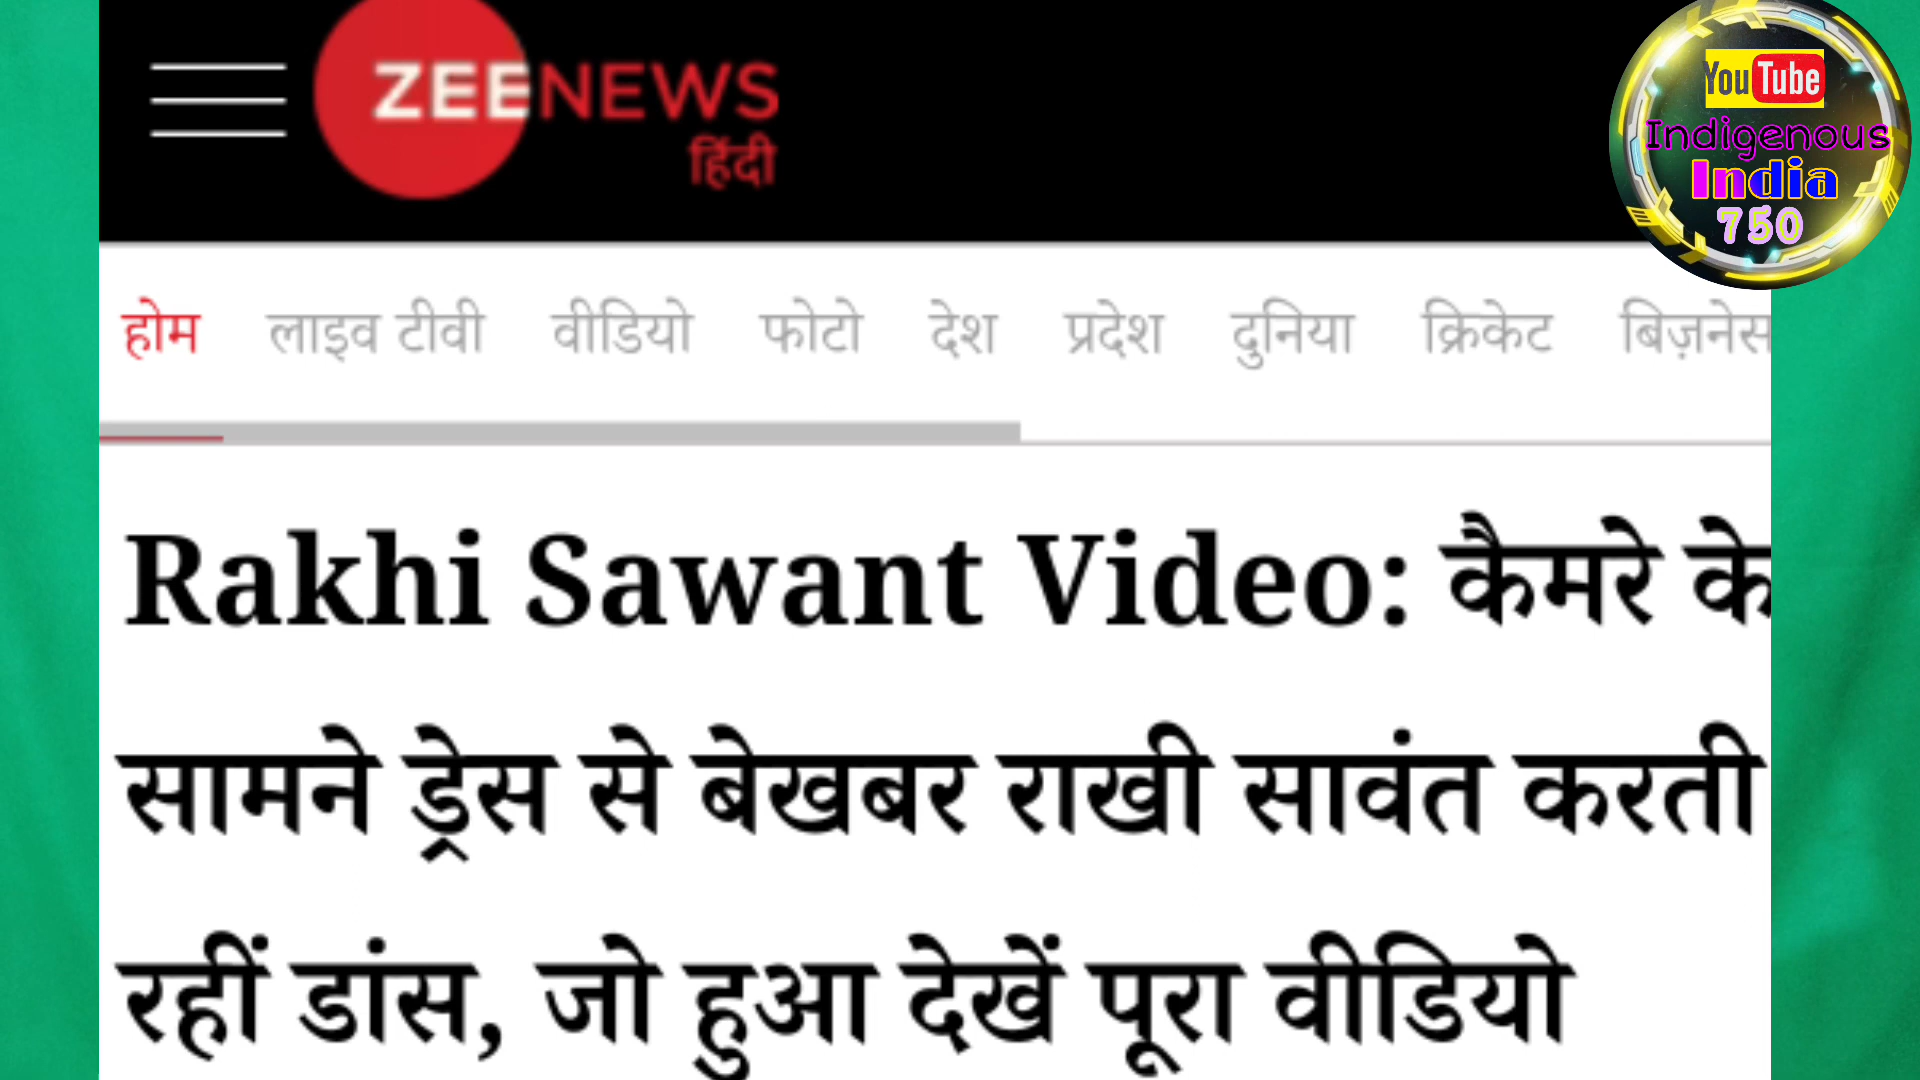 ZEENEWS
हिंदी
YouTube
Indigenous
India
750
होम लाइव टीवी वीडियो फोटो देश प्रदेश दुनिया क्रिकेट बिज़नेस
Rakhi Sawant Video: कैमरे के
सामने ड्रेस से बेखबर राखी सावंत करती
रहीं डांस, जो हुआ देखें पूरा वीडियो